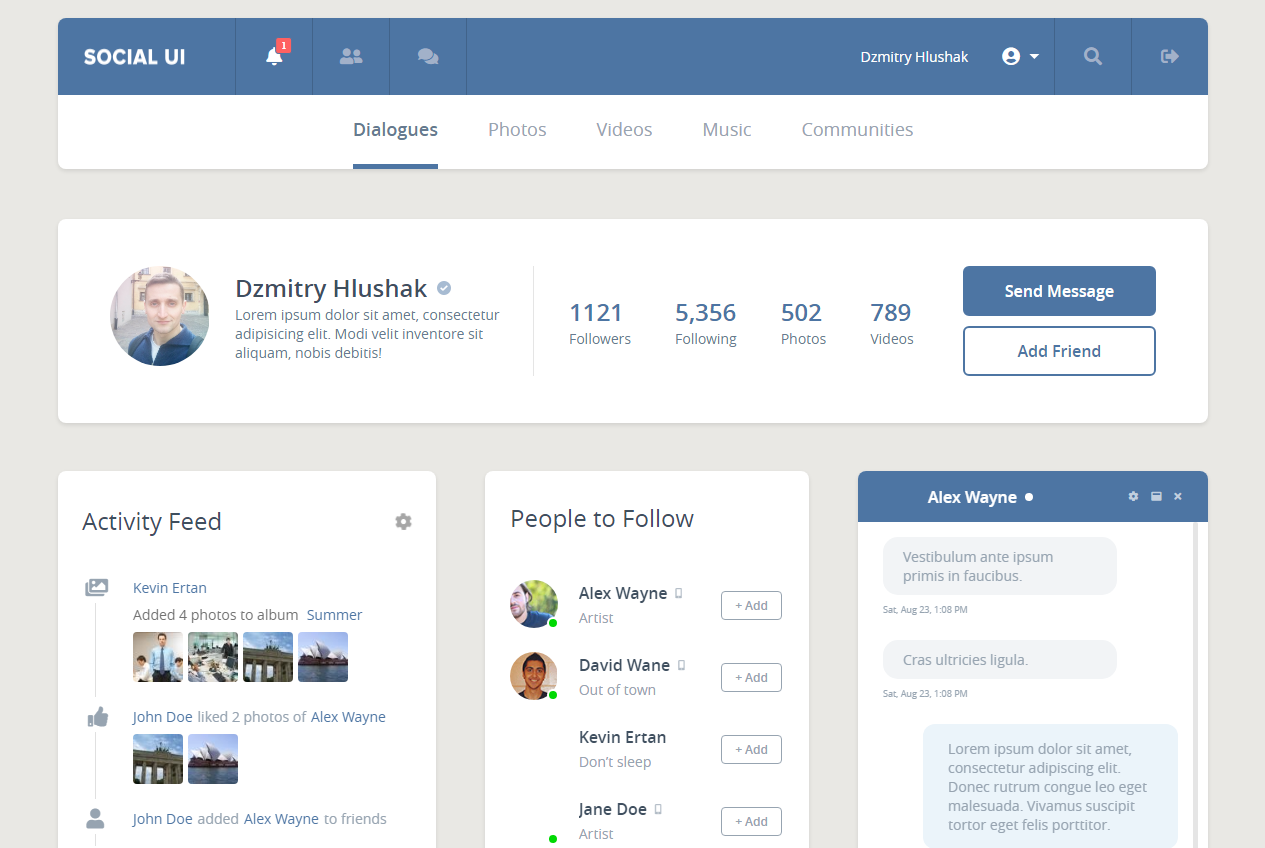 SOCIAL UI
1
Dzmitry Hlushak
Dialogues
Photos
Videos
Music
Communities
Dzmitry Hlushak
Lorem ipsum dolor sit amet, consectetur
adipisicing elit. Modi velit inventore sit
aliquam, nobis debitis!
1121
Followers
5,356
Following
502
Photos
789
Videos
Send Message
Add Friend
Activity Feed
Kevin Ertan
Added 4 photos to album Summer
John Doe liked 2 photos of Alex Wayne
John Doe added Alex Wayne to friends
People to Follow
Alex Wayne
Artist
+ Add
David Wane
Out of town
+ Add
Kevin Ertan
Don’t sleep
+ Add
Jane Doe
Artist
+ Add
Alex Wayne
Vestibulum ante ipsum
primis in faucibus.
Sat, Aug 23, 1:08 PM
Cras ultricies ligula.
Sat, Aug 23, 1:08 PM
Lorem ipsum dolor sit amet,
consectetur adipiscing elit.
Donec rutrum congue leo eget
malesuada. Vivamus suscipit
tortor eget felis porttitor.